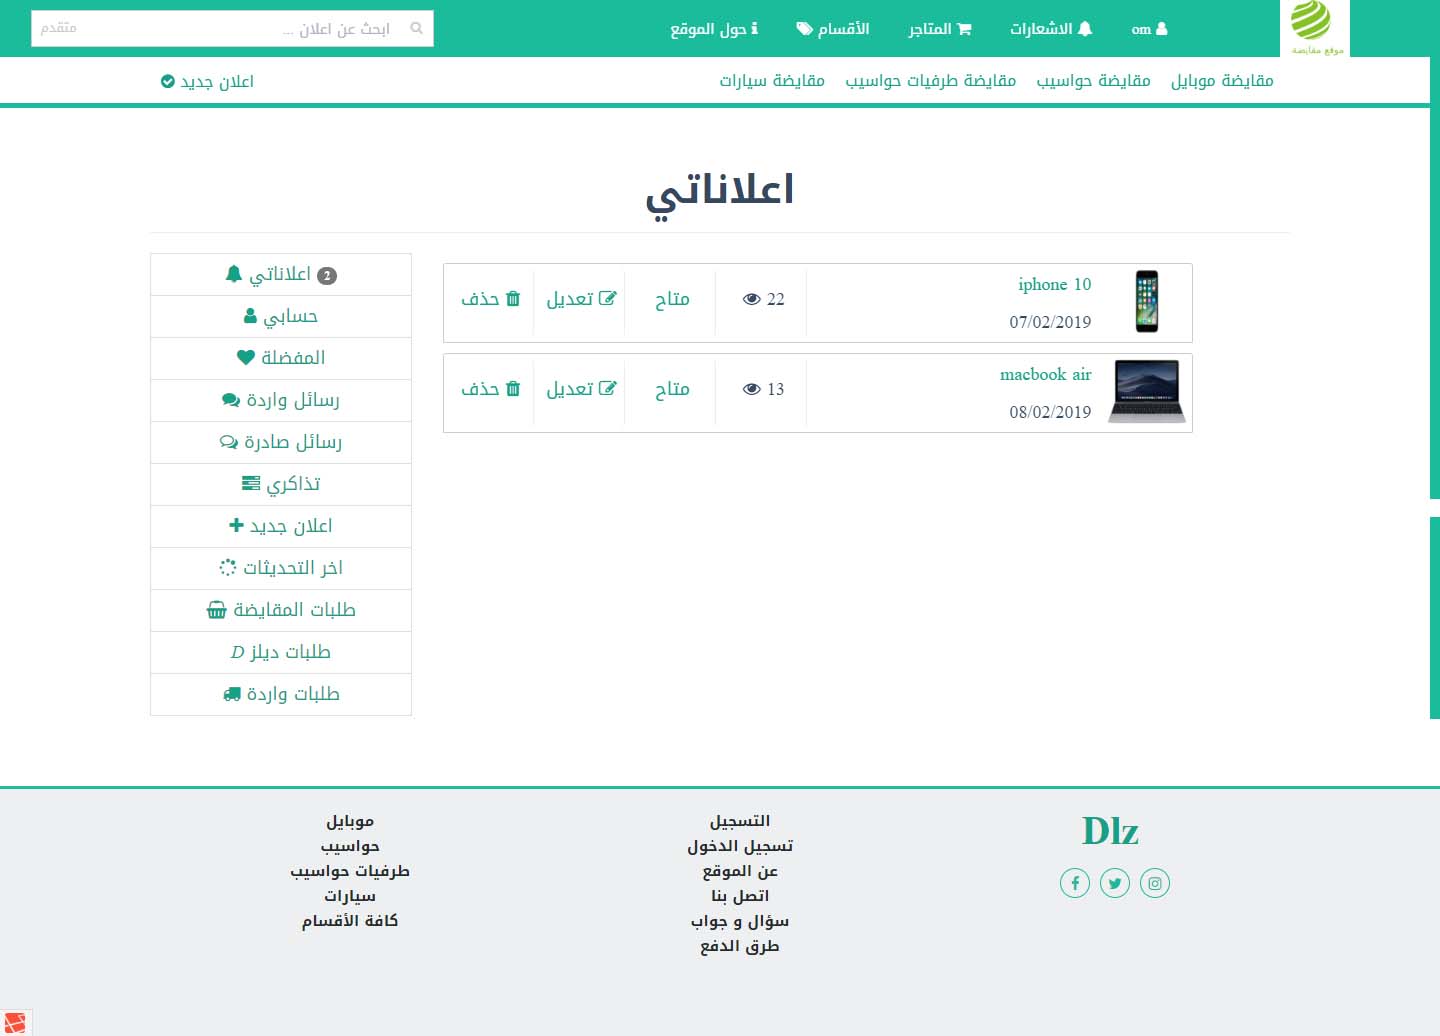 موقع مقايضة
om
الاشعارات
المتاجر
الأقسام
حول الموقع
ابحث عن اعلان ...
متقدم
مقايضة موبايل
مقايضة حواسيب
مقايضة طرفيات حواسيب
مقايضة سيارات
اعلان جديد
اعلاناتي
iphone 10
07/02/2019
22
متاح
تعديل
حذف
macbook air
08/02/2019
13
متاح
تعديل
حذف
2 اعلاناتي
حسابي
المفضلة
رسائل واردة
رسائل صادرة
تذاكري
اعلان جديد
اخر التحديثات
طلبات المقايضة
طلبات ديلز D
طلبات واردة
Dlz
التسجيل
تسجيل الدخول
عن الموقع
اتصل بنا
سؤال و جواب
طرق الدفع
موبايل
حواسيب
طرفيات حواسيب
سيارات
كافة الأقسام